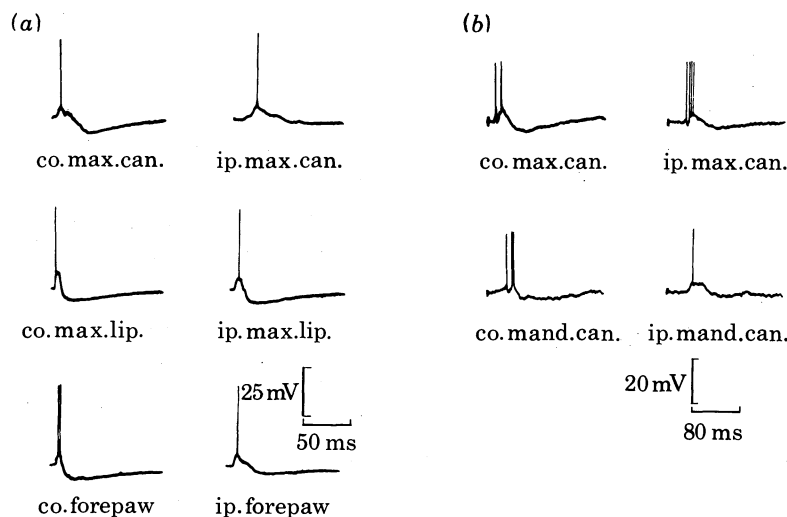 (a)
(b)
co.max.can. ip.max.can.
co.max.can. ip.max.can.
co.max.lip. ip.max.lip.
co.mand.can. ip.mand.can.
25 mV
50 ms
20 mV
80 ms
co.forepaw ip.forepaw